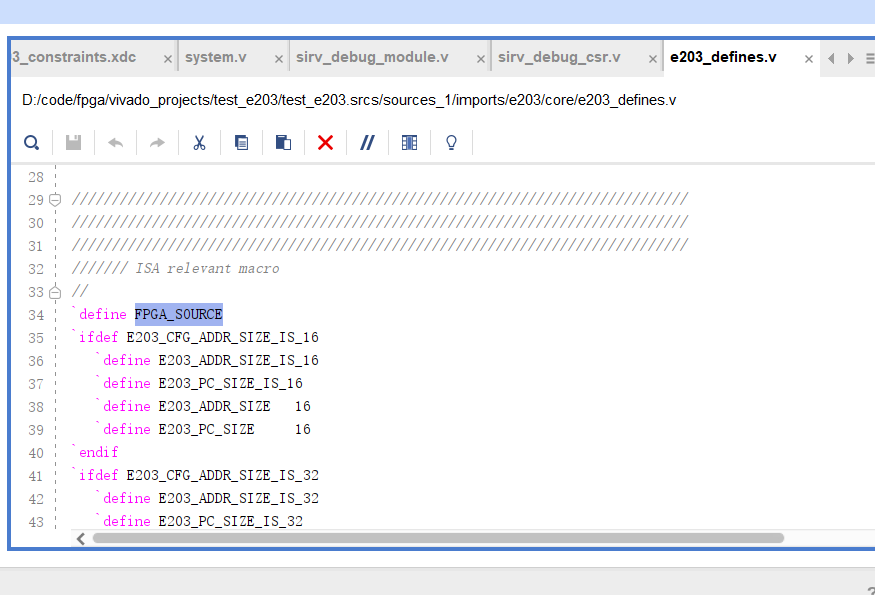 3_constraints.xdc × system.v × sirv_debug_module.v × sirv_debug_csr.v × e203_defines.v ×
D:/code/fpga/vivado_projects/test_e203/test_e203.srcs/sources_1/imports/e203/core/e203_defines.v
28
29 /////////////////////////////////////////////////////////////////////////////
30 /////////////////////////////////////////////////////////////////////////////
31 /////////////////////////////////////////////////////////////////////////////
32 /////// ISA relevant macro
33 //
34 `define FPGA_SOURCE
35 `ifdef E203_CFG_ADDR_SIZE_IS_16
36 `define E203_ADDR_SIZE_IS_16
37 `define E203_PC_SIZE_IS_16
38 `define E203_ADDR_SIZE 16
39 `define E203_PC_SIZE 16
40 `endif
41 `ifdef E203_CFG_ADDR_SIZE_IS_32
42 `define E203_ADDR_SIZE_IS_32
43 `define E203_PC_SIZE_IS_32